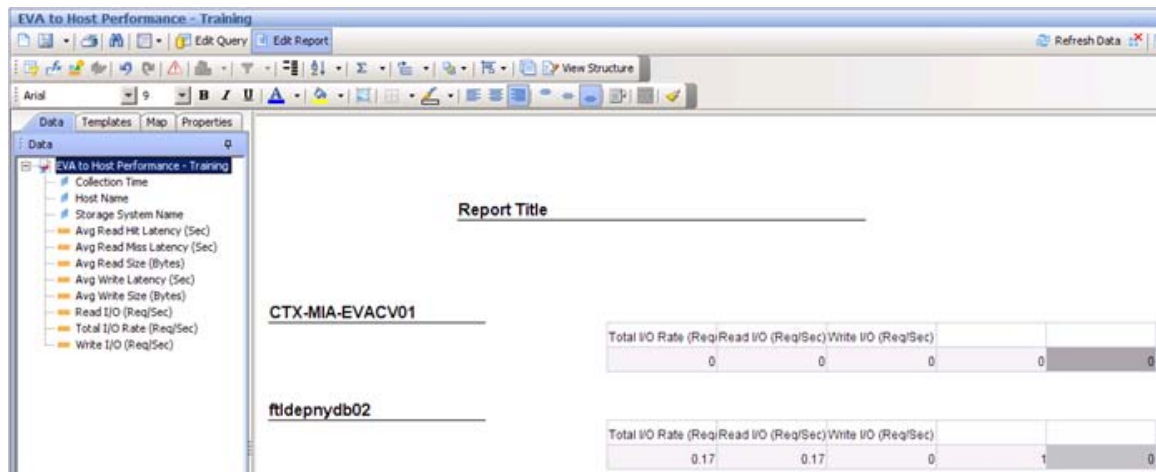 EVA to Host Performance - Training
Edit Query Edit Report Refresh Data
View Structure
Arial 9 B I U A
Data Templates Map Properties
Data
EVA to Host Performance - Training
Collection Time
Host Name
Storage System Name
Avg Read Hit Latency (Sec)
Avg Read Miss Latency (Sec)
Avg Read Size (Bytes)
Avg Write Latency (Sec)
Avg Write Size (Bytes)
Read I/O (Req/Sec)
Total I/O Rate (Req/Sec)
Write I/O (Req/Sec)
Report Title
CTX-MIA-EVACV01
Total I/O Rate (Req Read I/O (Req/Sec) Write I/O (Req/Sec)
0 0 0 0 0
ftldepnydb02
Total I/O Rate (Req Read I/O (Req/Sec) Write I/O (Req/Sec)
0.17 0.17 0 1 0